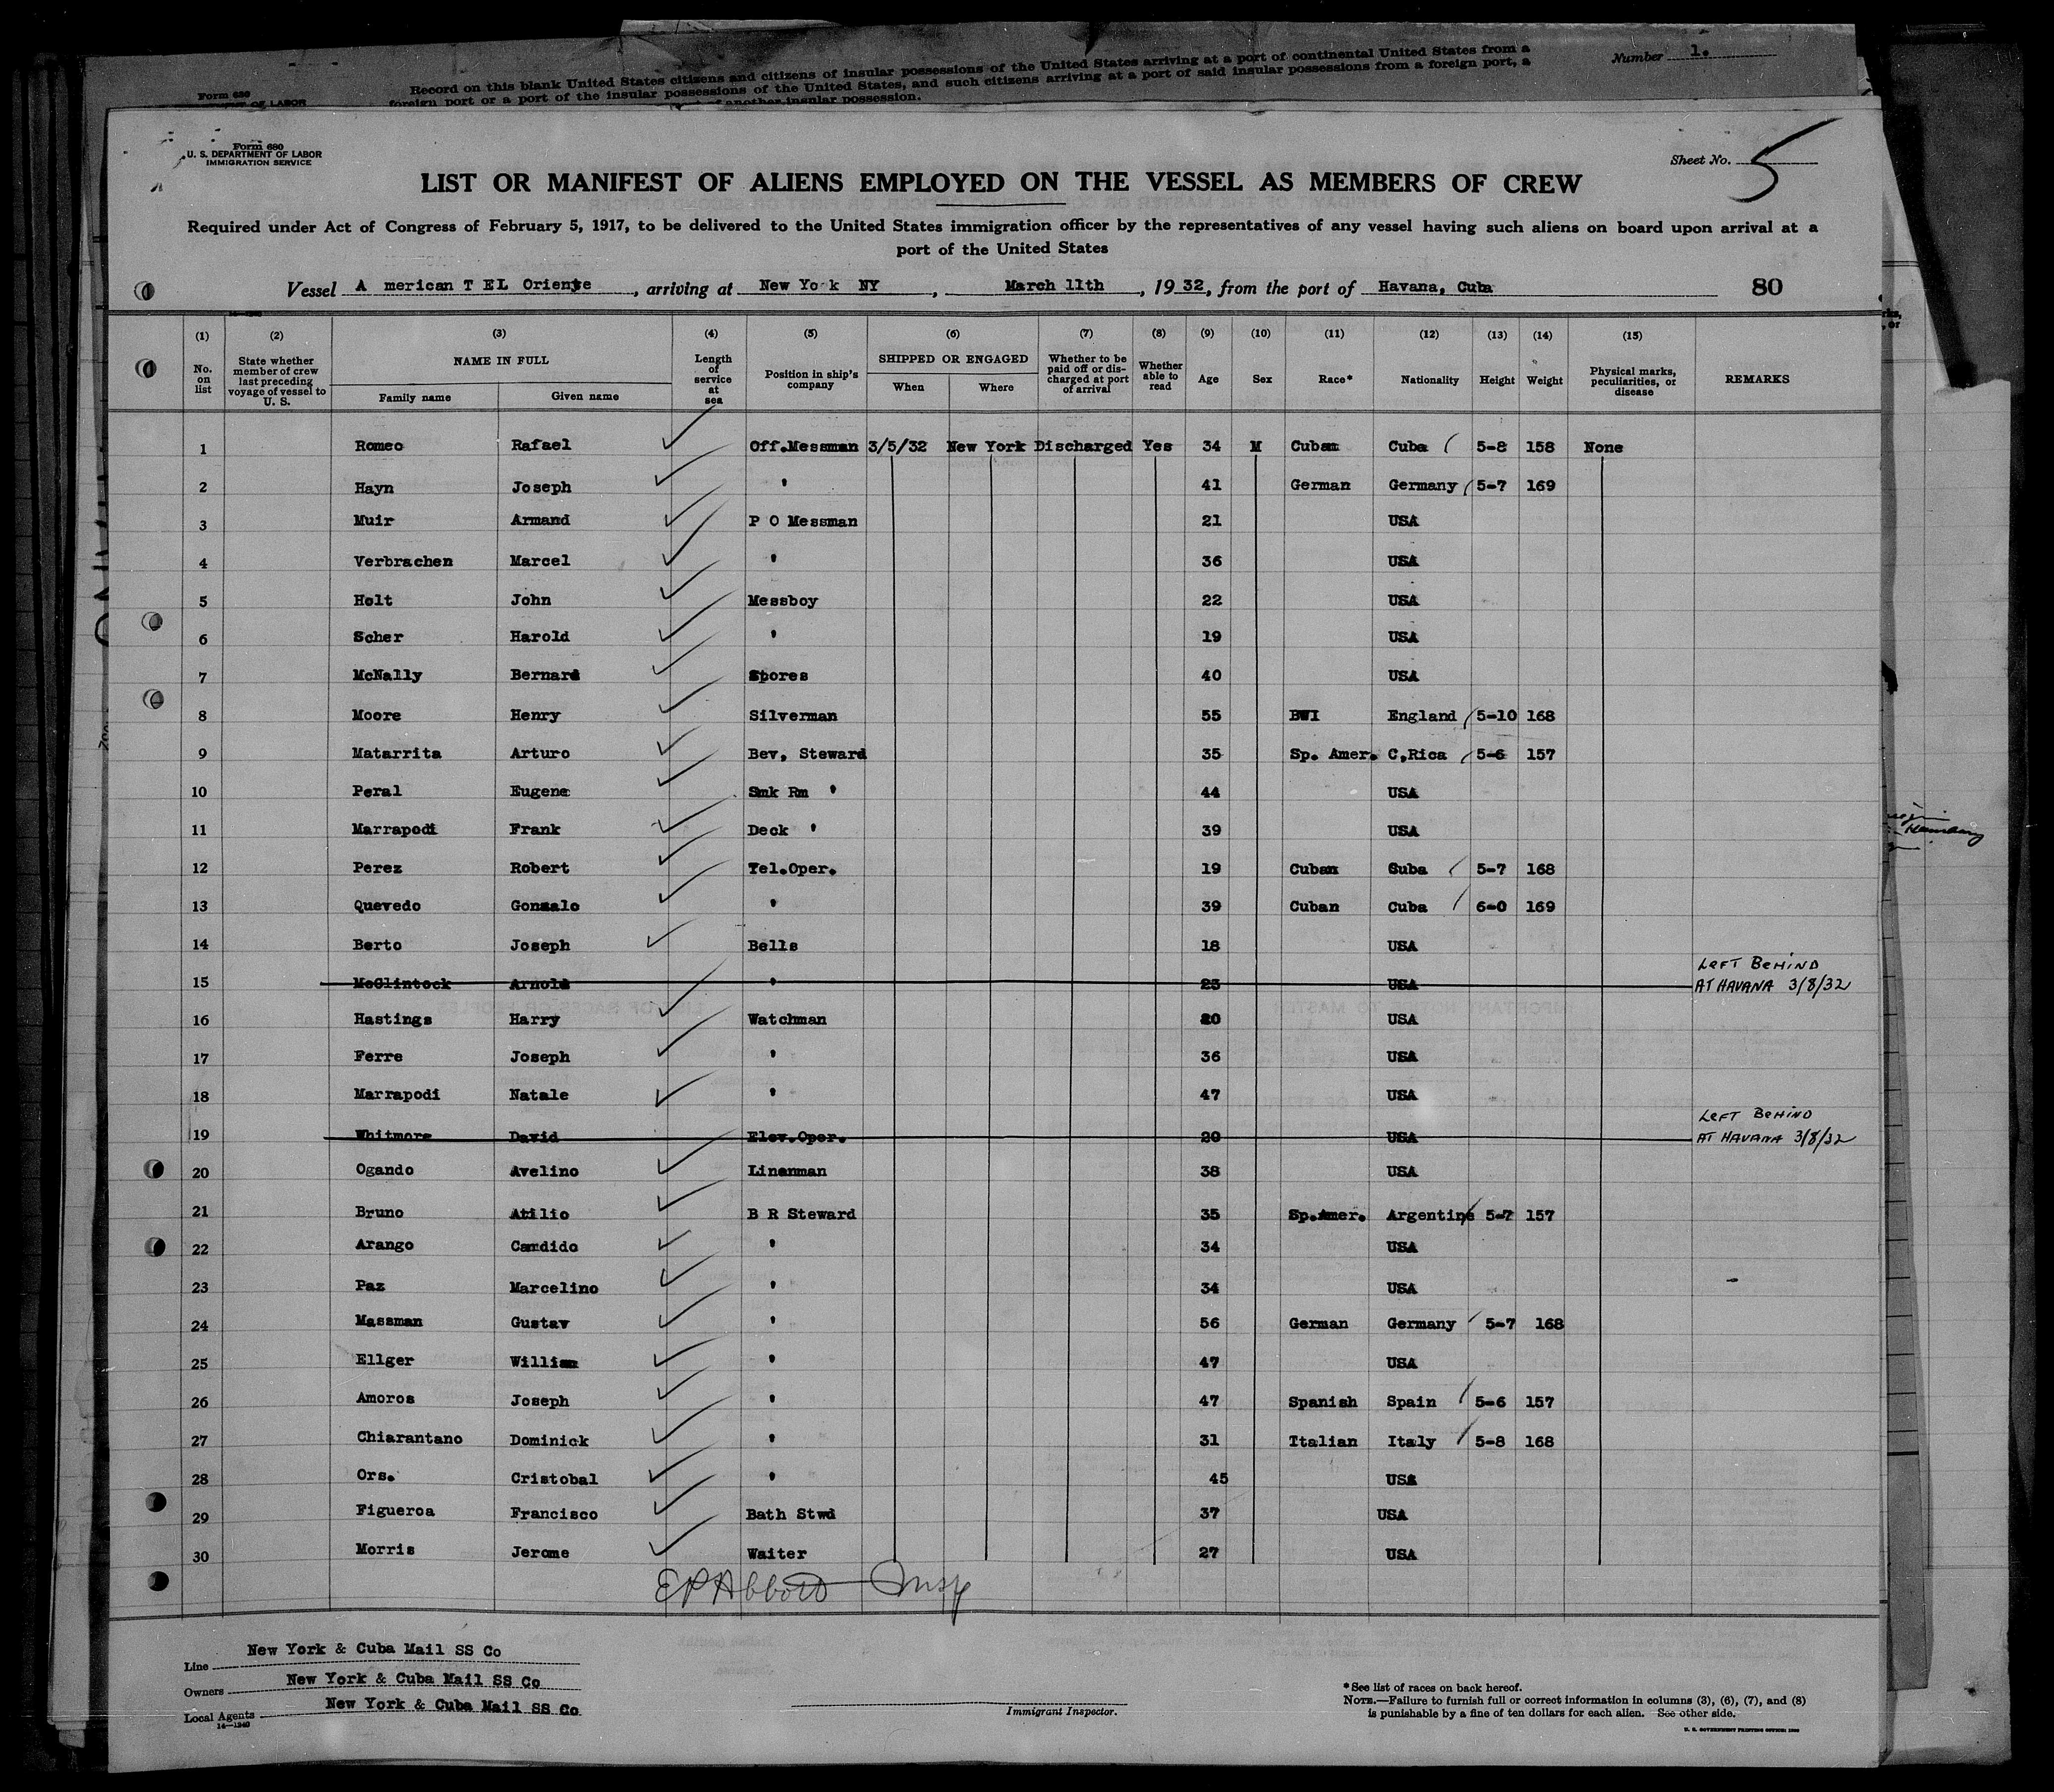 Record on this blank United States citizens and citizens of insular possessions of the United States arriving at a port of continental United States from a
foreign port or a port of the insular possessions of the United States, and such citizens arriving at a port of said insular possessions from a foreign port, a
another insular possession.
Number 1.
Form 630
OF LABOR
Form 680
U. S. DEPARTMENT OF LABOR
IMMIGRATION SERVICE
Sheet No. 5
LIST OR MANIFEST OF ALIENS EMPLOYED ON THE VESSEL AS MEMBERS OF CREW
Required under Act of Congress of February 5, 1917, to be delivered to the United States immigration officer by the representatives of any vessel having such aliens on board upon arrival at a
port of the United States
Vessel A merican T EL Oriente, arriving at New Yo k NY, March 11th, 1932, from the port of Havana, Cuba 80
(1) (2) (3) (4) (5) (6) (7) (8) (9) (10) (11) (12) (13) (14) (15)
No. on list State whether member of crew last preceding voyage of vessel to U. S. NAME IN FULL Family name Given name Length of service at sea Position in ship's company SHIPPED OR ENGAGED When Where Whether to be paid off or discharged at port of arrival Whether able to read Age Sex Race* Nationality Height Weight Physical marks, peculiarities, or disease REMARKS
1 Romeo Rafael Off.Messman 3/5/32 New York Discharged Yes 34 M Cuban Cuba 5-8 158 None
2 Hayn Joseph ' 41 German Germany 5-7 169
3 Muir Armand P O Messman 21 USA
4 Verbrachen Marcel ' 36 USA
5 Holt John Messboy 22 USA
6 Scher Harold ' 19 USA
7 McNally Bernard Stores 40 USA
8 Moore Henry Silverman 55 BWI England 5-10 168
9 Matarrita Arturo Bev, Steward 35 Sp. Amer. C,Rica 5-6 157
10 Peral Eugene Smk Rm ' 44 USA
11 Marrapodi Frank Deck ' 39 USA
12 Perez Robert Tel.Oper. 19 Cuban Cuba 5-7 168
13 Quevedo Gonzalo ' 39 Cuban Cuba 6-0 169
14 Berto Joseph Bells 18 USA
15 McClintock Arnold ' 23 USA LEFT BEHIND AT HAVANA 3/8/32
16 Hastings Harry Watchman 20 USA
17 Ferre Joseph ' 36 USA
18 Marrapodi Natale ' 47 USA
19 Whitmore David Elev.Oper. 20 USA LEFT BEHIND AT HAVANA 3/8/32
20 Ogando Avelino Linenman 38 USA
21 Bruno Atilio B R Steward 35 Sp.Amer. Argentine 5-7 157
22 Arango Candido ' 34 USA
23 Paz Marcelino ' 34 USA
24 Massman Gustav ' 56 German Germany 5-7 168
25 Ellger William ' 47 USA
26 Amoros Joseph ' 47 Spanish Spain 5-6 157
27 Chiarantano Dominick ' 31 Ttalian Italy 5-8 168
28 Ors. Cristobal ' 45 USA
29 Figueroa Francisco Bath Stwd 37 USA
30 Morris Jerome Waiter 27 USA
E P Abbott Insp
Line New York & Cuba Mail SS Co
Owners New York & Cuba Mail SS Co
Local Agents New York & Cuba Mail SS Co
14—1240
Immigrant Inspector.
*See list of races on back hereof.
NOTE.—Failure to furnish full or correct information in columns (3), (6), (7), and (8)
is punishable by a fine of ten dollars for each alien. See other side.